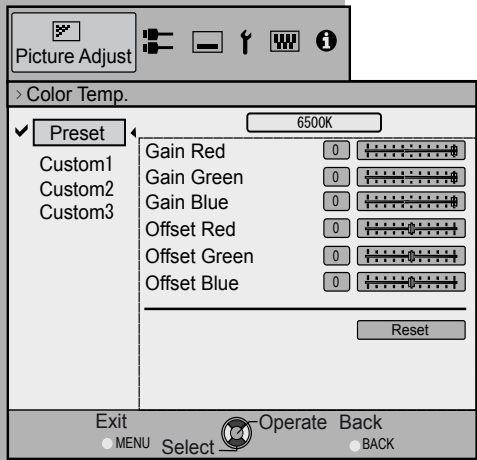 Picture Adjust
>Color Temp.
6500K
Preset
Custom1
Custom2
Custom3
Gain Red 0
Gain Green 0
Gain Blue 0
Offset Red 0
Offset Green 0
Offset Blue 0
Reset
Exit
MENU
Select
Operate
Back
BACK